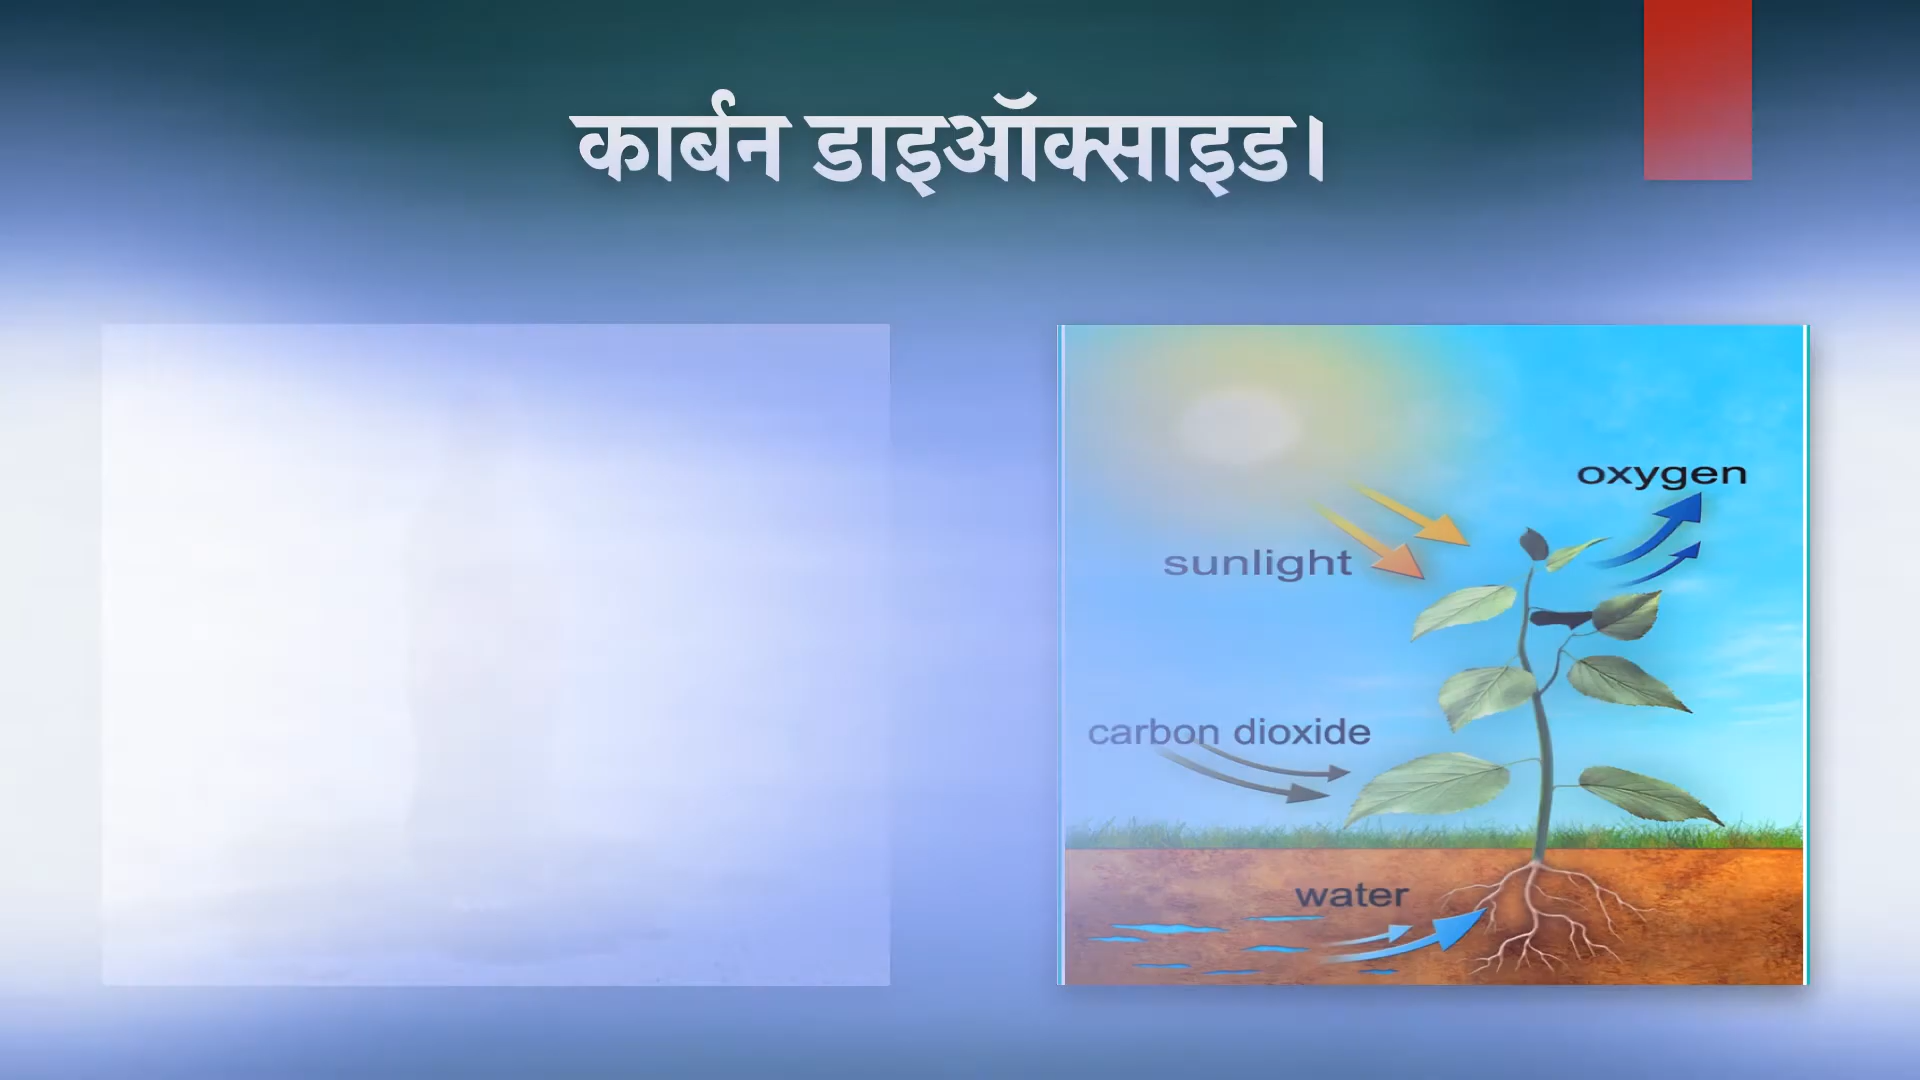 कार्बन डाइऑक्साइड।
oxygen
sunlight
carbon dioxide
water